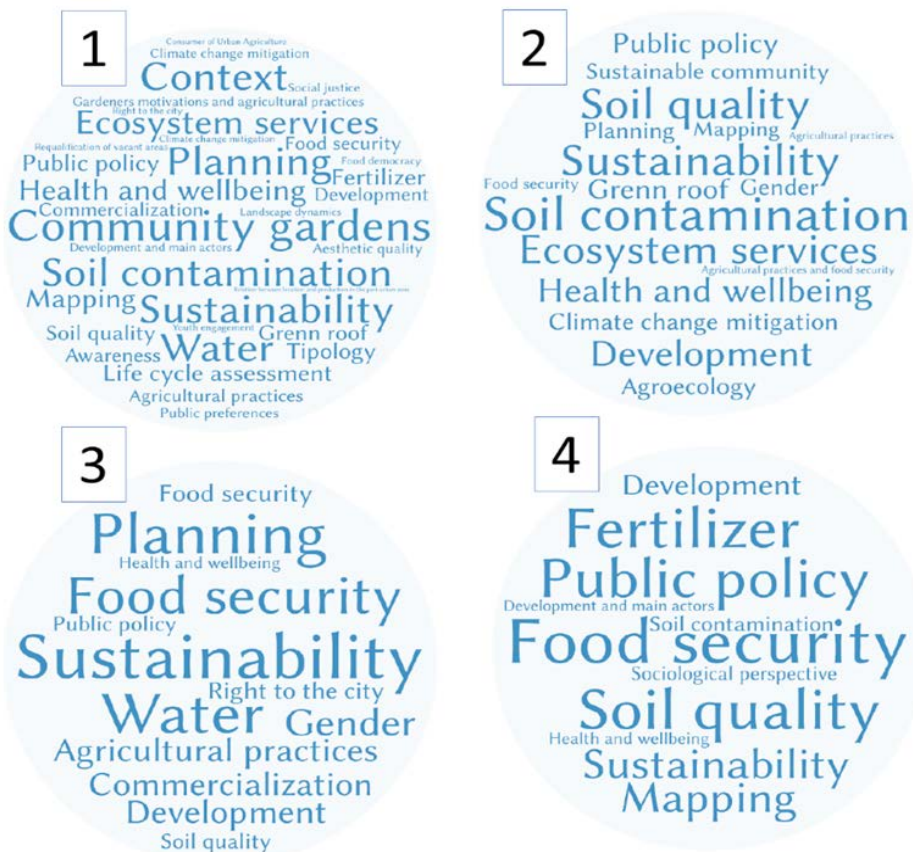 1
Consumer of Urban Agriculture
Climate change mitigation
Context
Social justice
Gardeners motivations and agricultural practices
Right to the city
Ecosystem services
Climate change mitigation
Requalification of vacant areas
Food security
Public policy
Planning
Food democracy
Fertilizer
Health and wellbeing
Development
Commercialization
Landscape dynamics
Community gardens
Development and main actors
Aesthetic quality
Soil contamination
Mapping
Sustainability
Soil quality
Youth engagement
Grenn roof
Awareness
Water
Tipology
Life cycle assessment
Agricultural practices
Public preferences
2
Public policy
Sustainable community
Soil quality
Planning
Mapping
Agricultural practices
Sustainability
Food security
Grenn roof
Gender
Soil contamination
Ecosystem services
Agricultural practices and food security
Health and wellbeing
Climate change mitigation
Development
Agroecology
3
Food security
Planning
Health and wellbeing
Food security
Public policy
Sustainability
Right to the city
Water
Gender
Agricultural practices
Commercialization
Development
Soil quality
4
Development
Fertilizer
Public policy
Development and main actors
Soil contamination
Food security
Sociological perspective
Soil quality
Health and wellbeing
Sustainability
Mapping